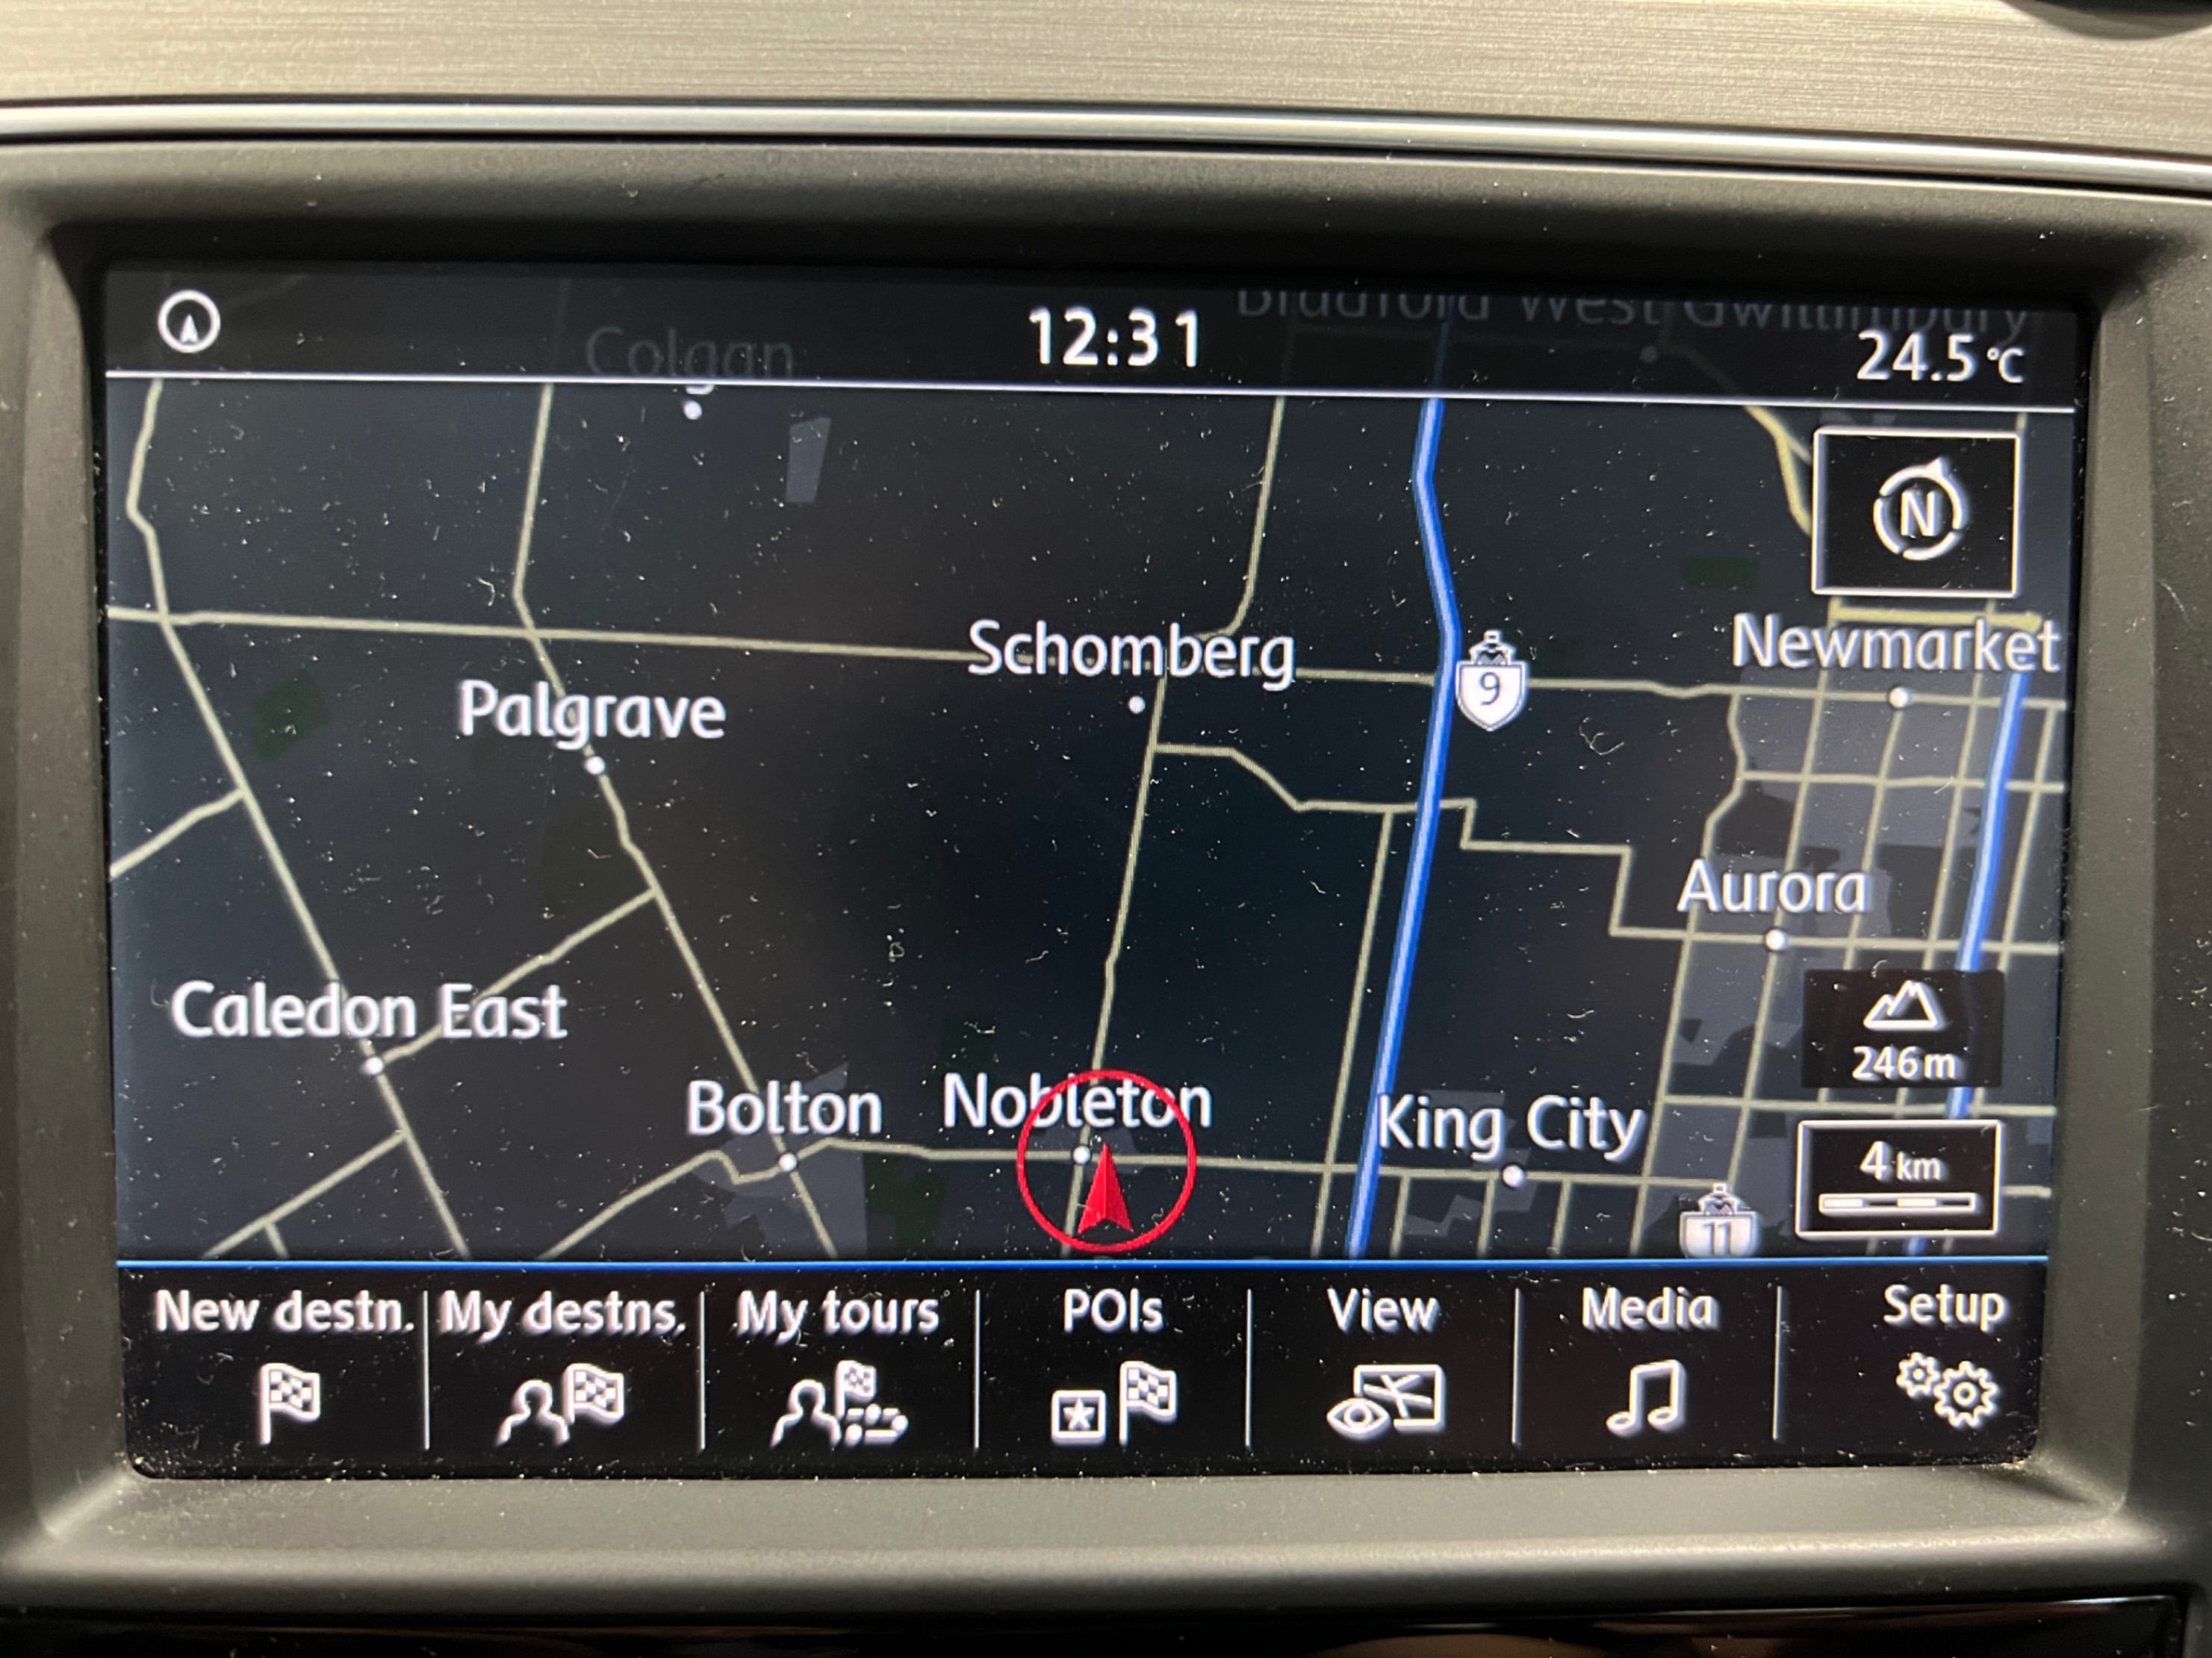 Bradford West Gwillimbury
Colgan
12:31
24.5°C
N
Schomberg
Newmarket
9
Palgrave
Aurora
Caledon East
246m
Bolton
Nobleton
King City
4 km
11
New destn.
My destns.
My tours
POIs
View
Media
Setup